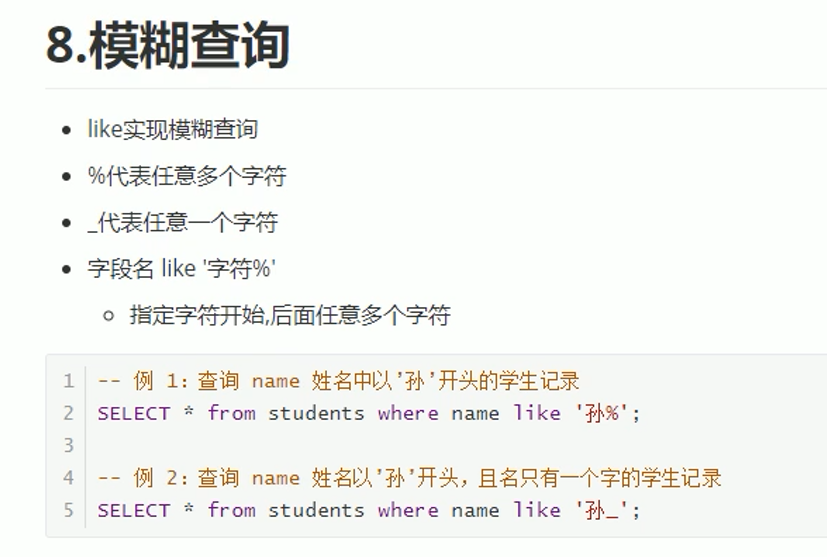 8.模糊查询
like实现模糊查询
%代表任意多个字符
_代表任意一个字符
字段名 like '字符%'
指定字符开始,后面任意多个字符
1 -- 例 1：查询 name 姓名中以'孙'开头的学生记录
2 SELECT * from students where name like '孙%';
3
4 -- 例 2：查询 name 姓名以'孙'开头，且名只有一个字的学生记录
5 SELECT * from students where name like '孙_';